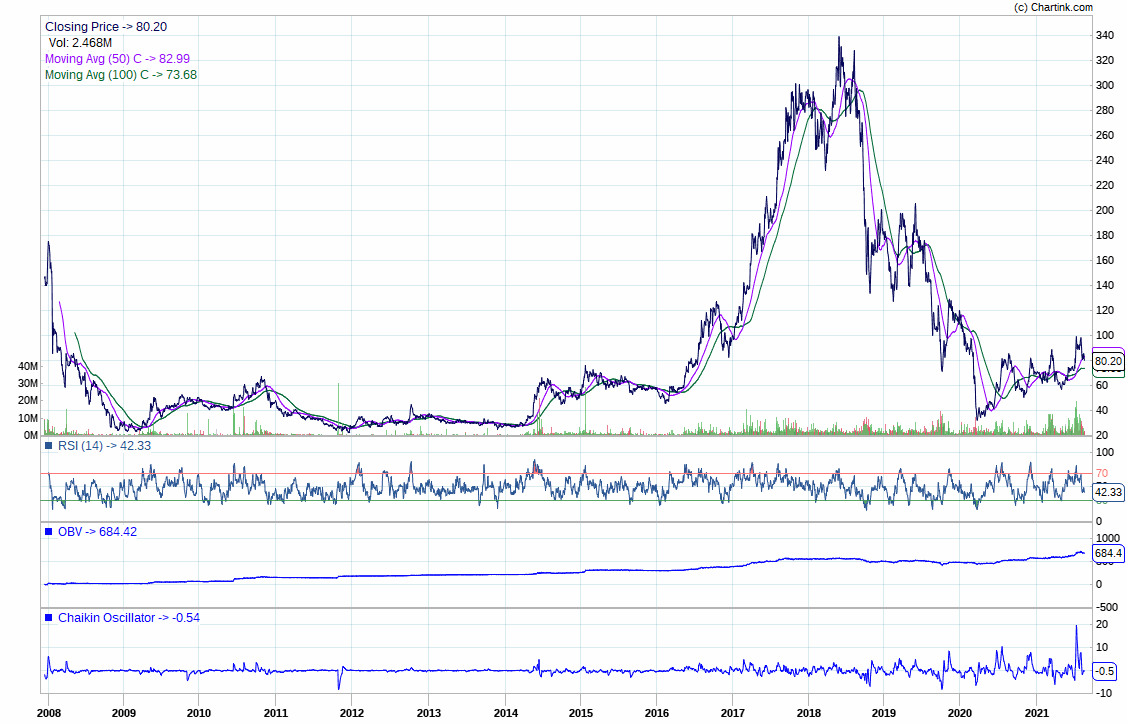 (c) Chartink.com
Closing Price -> 80.20
Vol: 2.468M
Moving Avg (50) C -> 82.99
Moving Avg (100) C -> 73.68
340
320
300
280
260
240
220
200
180
160
140
120
100
80.20
60
40
20
40M
30M
20M
10M
0M
RSI (14) -> 42.33
100
70
42.33
0
OBV -> 684.42
1000
684.4
0
-500
Chaikin Oscillator -> -0.54
20
10
-0.5
-10
2008 2009 2010 2011 2012 2013 2014 2015 2016 2017 2018 2019 2020 2021